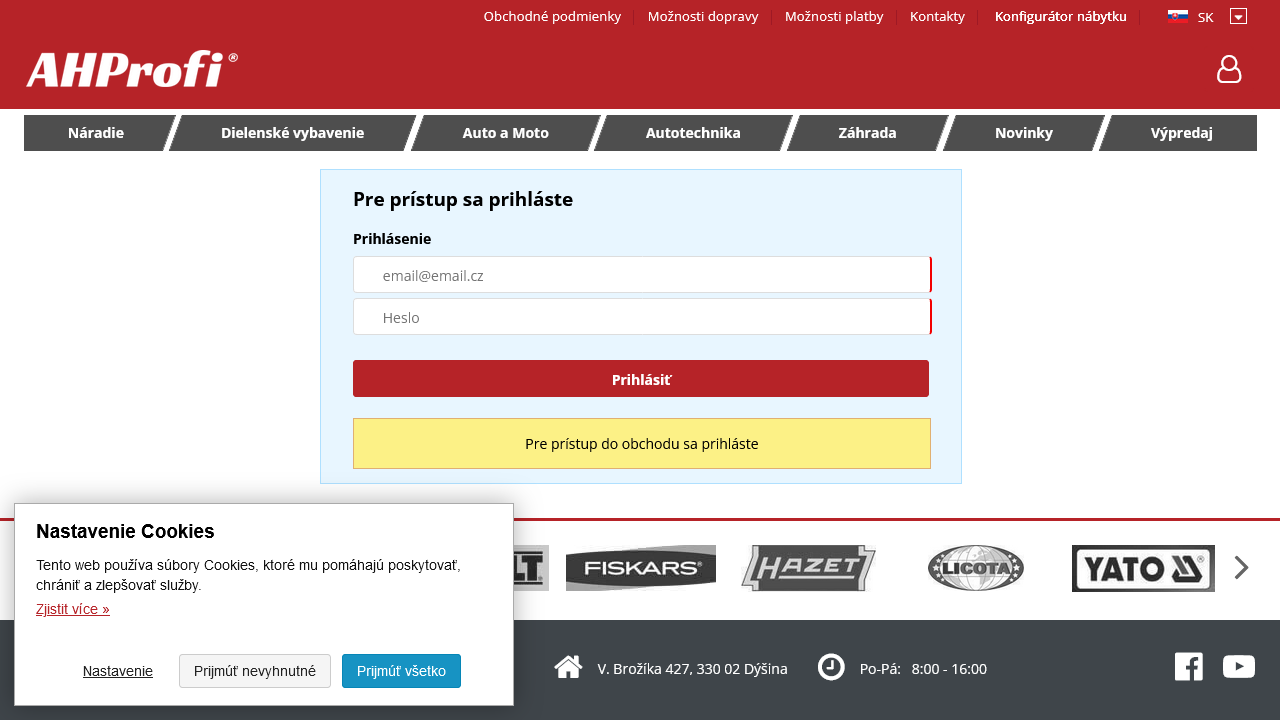 Obchodné podmienky
Možnosti dopravy
Možnosti platby
Kontakty
Konfigurátor nábytku
SK
AHProfi ®
Náradie
Dielenské vybavenie
Auto a Moto
Autotechnika
Záhrada
Novinky
Výpredaj
Pre prístup sa prihláste
Prihlásenie
email@email.cz
Heslo
Prihlásiť
Pre prístup do obchodu sa prihláste
Nastavenie Cookies
Tento web používa súbory Cookies, ktoré mu pomáhajú poskytovať,
chrániť a zlepšovať služby.
Zjistit více »
Nastavenie
Prijmúť nevyhnutné
Prijmúť všetko
FISKARS®
HAZET
LICOTA
YATO
V. Brožíka 427, 330 02 Dýšina
Po-Pá: 8:00 - 16:00